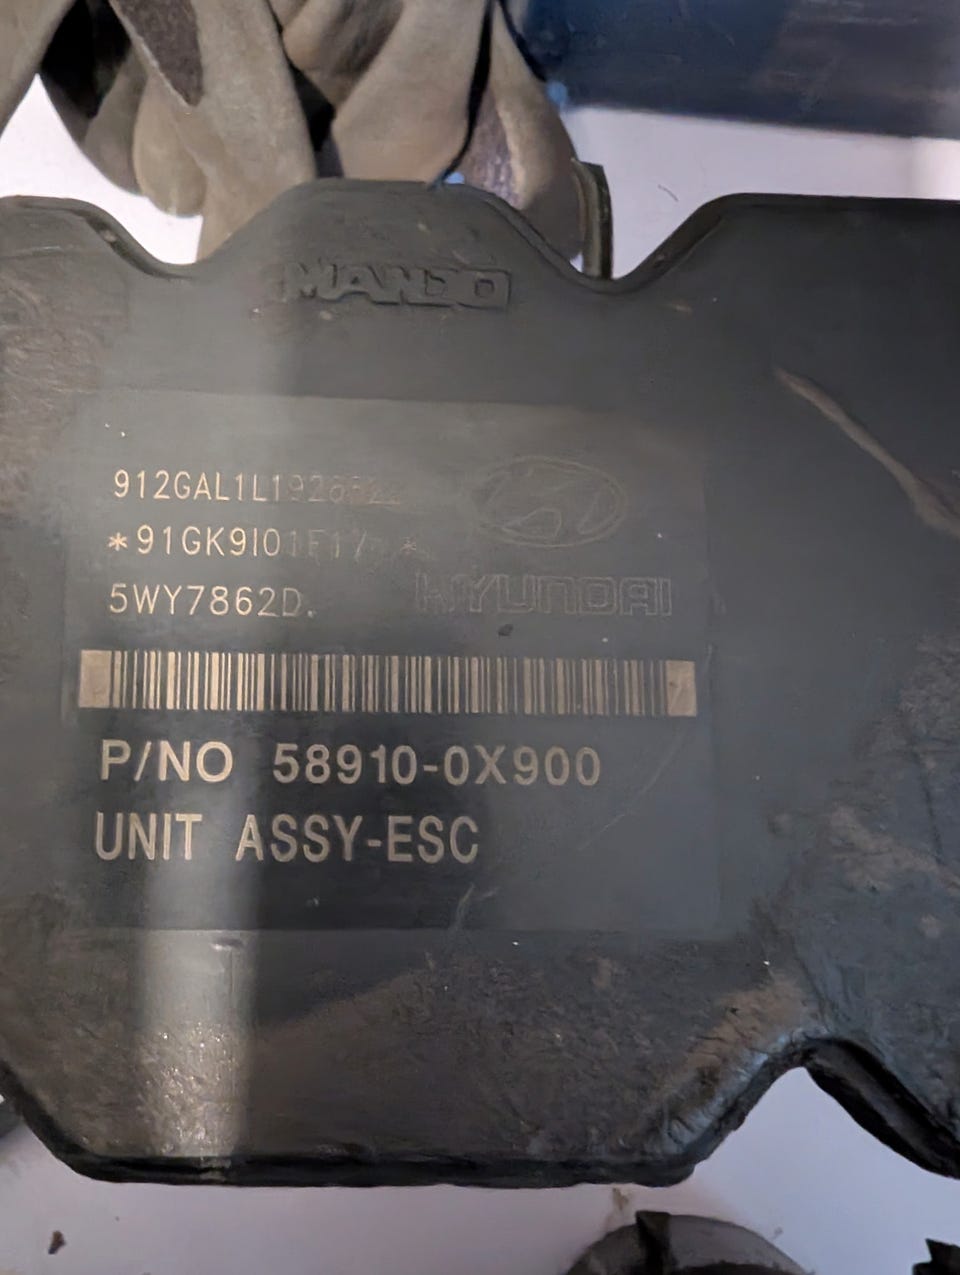 MANDO
5WY7862D.
HYUNDAI
P/NO 58910-0X900
UNIT ASSY-ESC